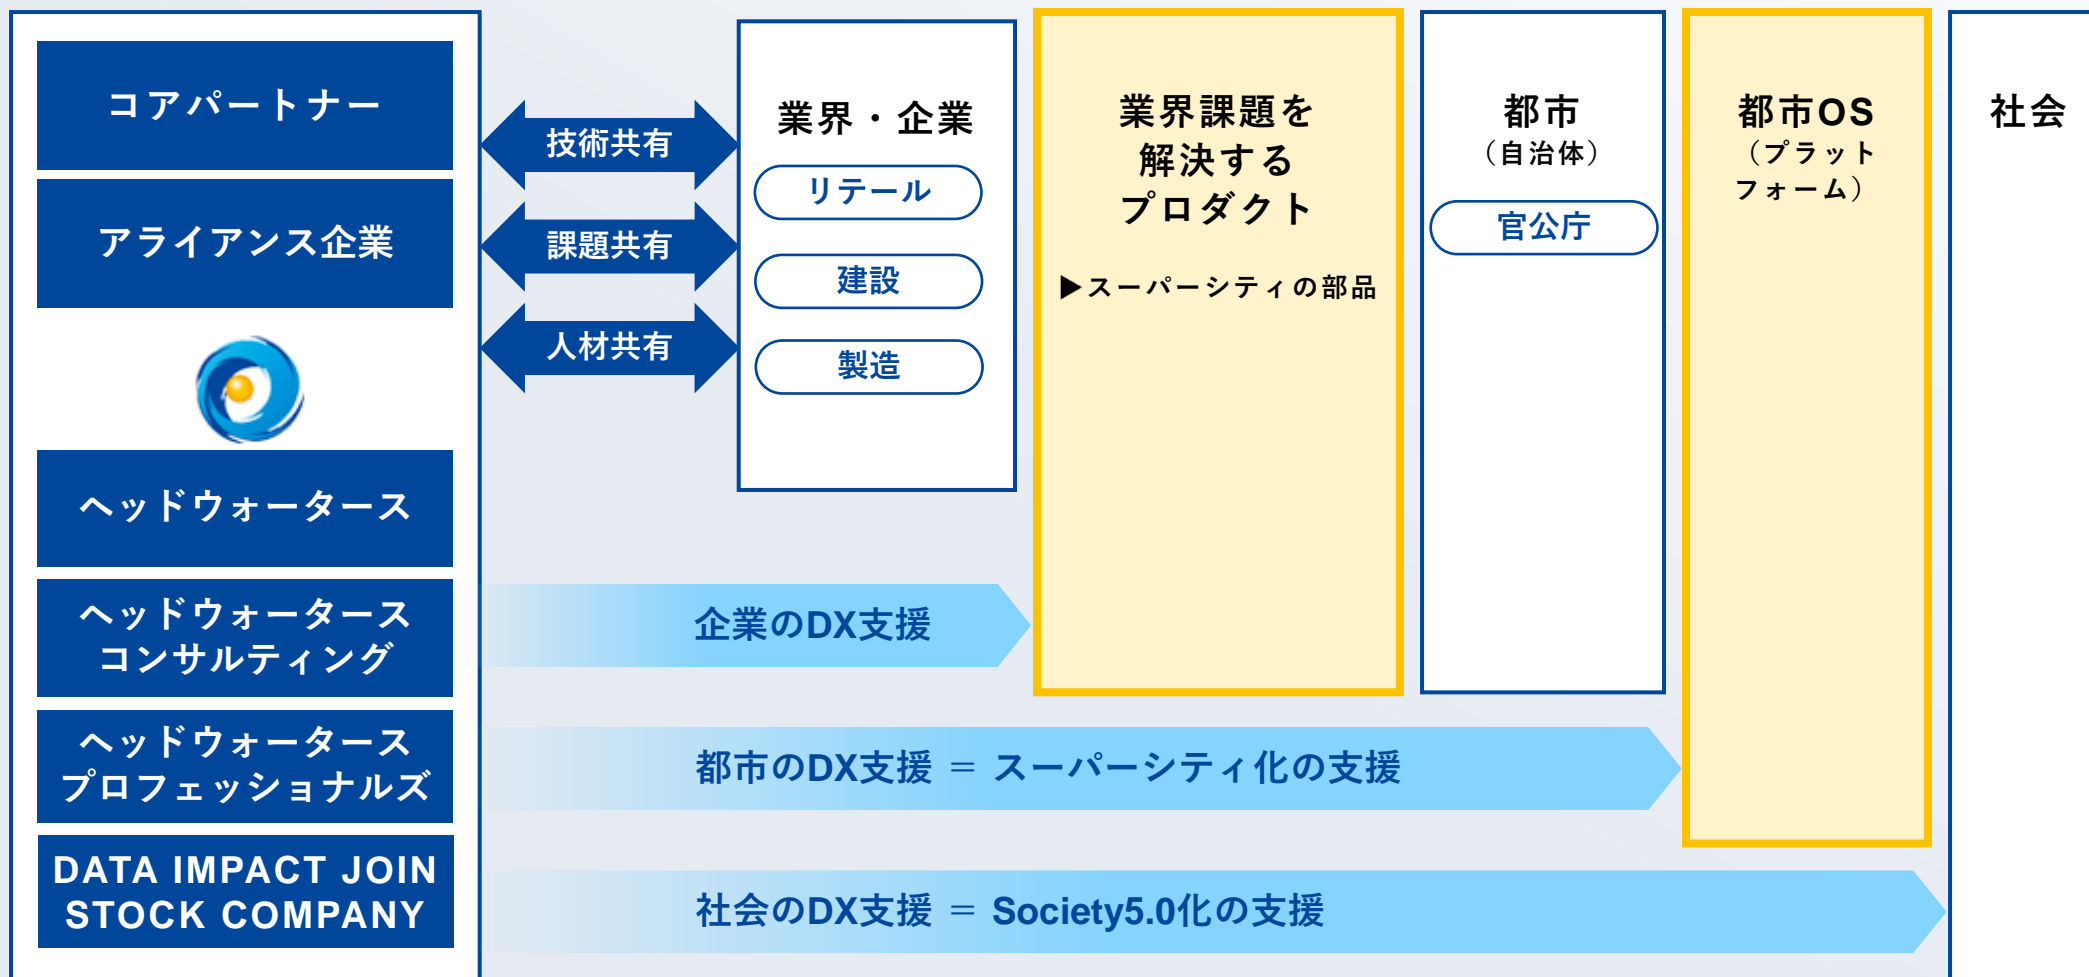 コアパートナー
アライアンス企業
ヘッドウォータース
ヘッドウォータース
コンサルティング
ヘッドウォータース
プロフェッショナルズ
DATA IMPACT JOIN
STOCK COMPANY
技術共有
課題共有
人材共有
業界・企業
リテール
建設
製造
業界課題を
解決する
プロダクト
▶スーパーシティの部品
都市
（自治体）
官公庁
都市OS
（プラット
フォーム）
社会
企業のDX支援
都市のDX支援 ＝ スーパーシティ化の支援
社会のDX支援 ＝ Society5.0化の支援